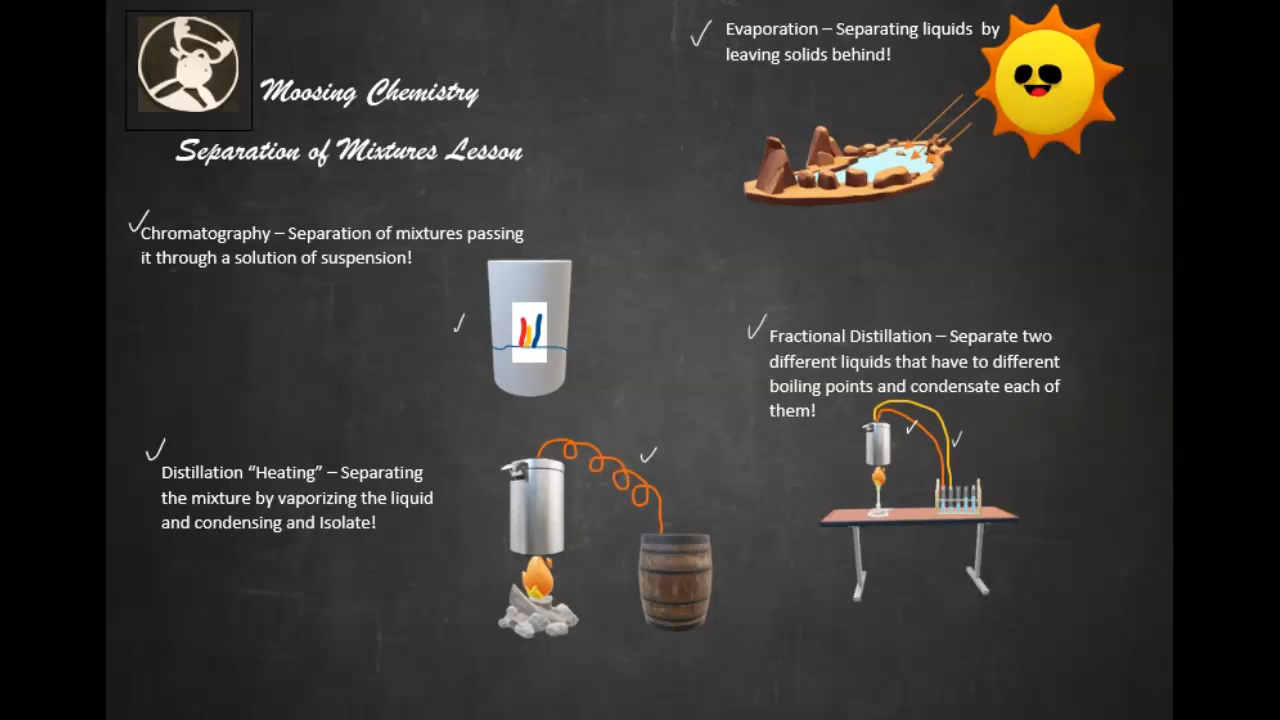 Moosing Chemistry
Separation of Mixtures Lesson
Evaporation – Separating liquids by
leaving solids behind!
Chromatography – Separation of mixtures passing
it through a solution of suspension!
Fractional Distillation – Separate two
different liquids that have to different
boiling points and condensate each of
them!
Distillation “Heating” – Separating
the mixture by vaporizing the liquid
and condensing and Isolate!